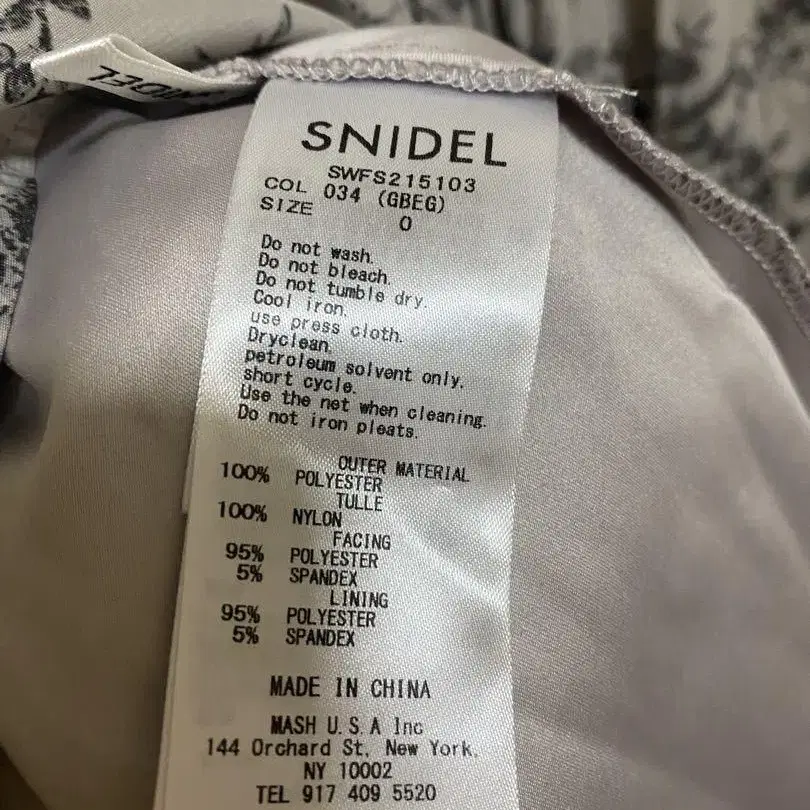 SNIDEL
SNIDEL
SWFS215103
COL 034 (GBEG)
SIZE 0
Do not wash.
Do not bleach.
Do not tumble dry.
Cool iron.
use press cloth.
Dryclean.
petroleum solvent only.
short cycle.
Use the net when cleaning.
Do not iron pleats.
OUTER MATERIAL
100% POLYESTER
TULLE
100% NYLON
FACING
95% POLYESTER
5% SPANDEX
LINING
95% POLYESTER
5% SPANDEX
MADE IN CHINA
MASH U.S.A Inc
144 Orchard St, New York,
NY 10002
TEL 917 409 5520